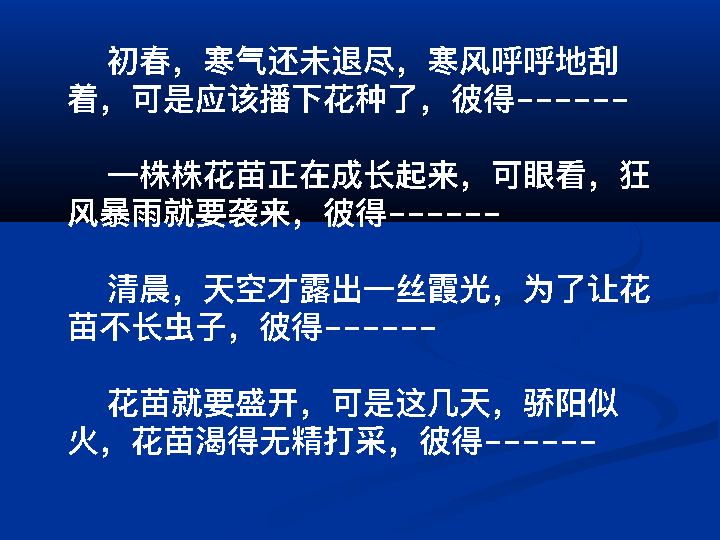 初春，寒气还未退尽，寒风呼呼地刮
着，可是应该播下花种了，彼得------
一株株花苗正在成长起来，可眼看，狂
风暴雨就要袭来，彼得------
清晨，天空才露出一丝霞光，为了让花
苗不长虫子，彼得------
花苗就要盛开，可是这几天，骄阳似
火，花苗渴得无精打采，彼得------